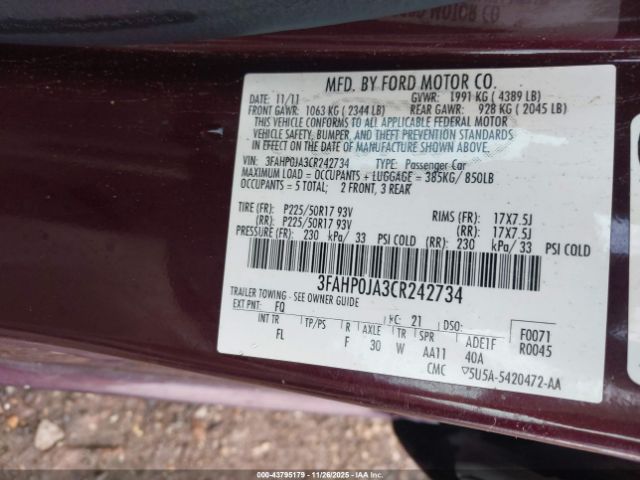 MOTOR CO
MFD. BY FORD MOTOR CO.
DATE: 11/11 GVWR: 1991 KG ( 4389 LB)
FRONT GAWR: 1063 KG ( 2344 LB) REAR GAWR: 928 KG ( 2045 LB)
THIS VEHICLE CONFORMS TO ALL APPLICABLE FEDERAL MOTOR
VEHICLE SAFETY, BUMPER, AND THEFT PREVENTION STANDARDS
IN EFFECT ON THE DATE OF MANUFACTURE SHOWN ABOVE.
VIN: 3FAHP0JA3CR242734 TYPE: Passenger Car
MAXIMUM LOAD = OCCUPANTS + LUGGAGE = 385KG/ 850LB
OCCUPANTS = 5 TOTAL; 2 FRONT, 3 REAR
TIRE (FR): P225/50R17 93V RIMS (FR): 17X7.5J
(RR): P225/50R17 93V (RR): 17X7.5J
PRESSURE (FR): 230 kPa/ 33 PSI COLD (RR): 230 kPa/ 33 PSI COLD
3FAHP0JA3CR242734
TRAILER TOWING - SEE OWNER GUIDE
EXT PNT: FQ RC: 21 DSO: F0071
INT TR TP/PS R AXLE TR SPR ADE1F R0045
FL F 30 W AA11 40A
CMC ▽5U5A-5420472-AA
000-43795179 - 11/26/2025 - IAAI.com